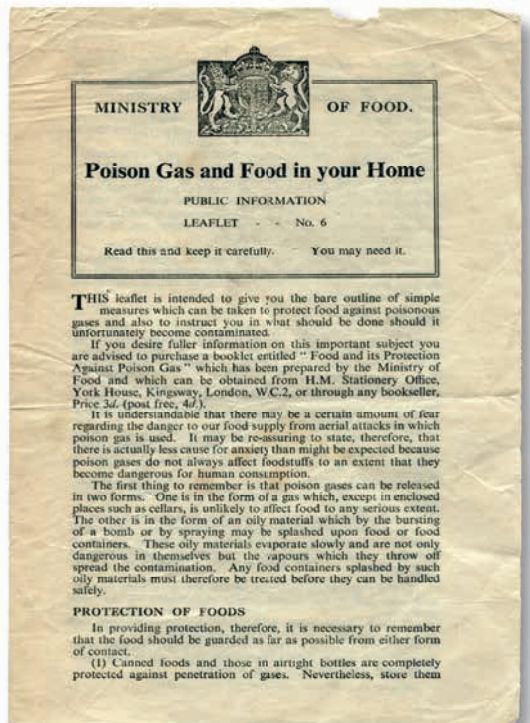 MINISTRY OF FOOD.
Poison Gas and Food in your Home
PUBLIC INFORMATION
LEAFLET - - No. 6
Read this and keep it carefully. You may need it.
THIS leaflet is intended to give you the bare outline of simple
measures which can be taken to protect food against poisonous
gases and also to instruct you in what should be done should it
unfortunately become contaminated.
If you desire fuller information on this important subject you
are advised to purchase a booklet entitled “ Food and its Protection
Against Poison Gas ” which has been prepared by the Ministry of
Food and which can be obtained from H.M. Stationery Office,
York House, Kingsway, London, W.C.2, or through any bookseller,
Price 3d. (post free, 4d.).
It is understandable that there may be a certain amount of fear
regarding the danger to our food supply from aerial attacks in which
poison gas is used. It may be re-assuring to state, therefore, that
there is actually less cause for anxiety than might be expected because
poison gases do not always affect foodstuffs to an extent that they
become dangerous for human consumption.
The first thing to remember is that poison gases can be released
in two forms. One is in the form of a gas which, except in enclosed
places such as cellars, is unlikely to affect food to any serious extent.
The other is in the form of an oily material which by the bursting
of a bomb or by spraying may be splashed upon food or food
containers. These oily materials evaporate slowly and are not only
dangerous in themselves but the vapours which they throw off
spread the contamination. Any food containers splashed by such
oily materials must therefore be treated before they can be handled
safely.
PROTECTION OF FOODS
In providing protection, therefore, it is necessary to remember
that the food should be guarded as far as possible from either form
of contact.
(1) Canned foods and those in airtight bottles are completely
protected against penetration of gases. Nevertheless, store them